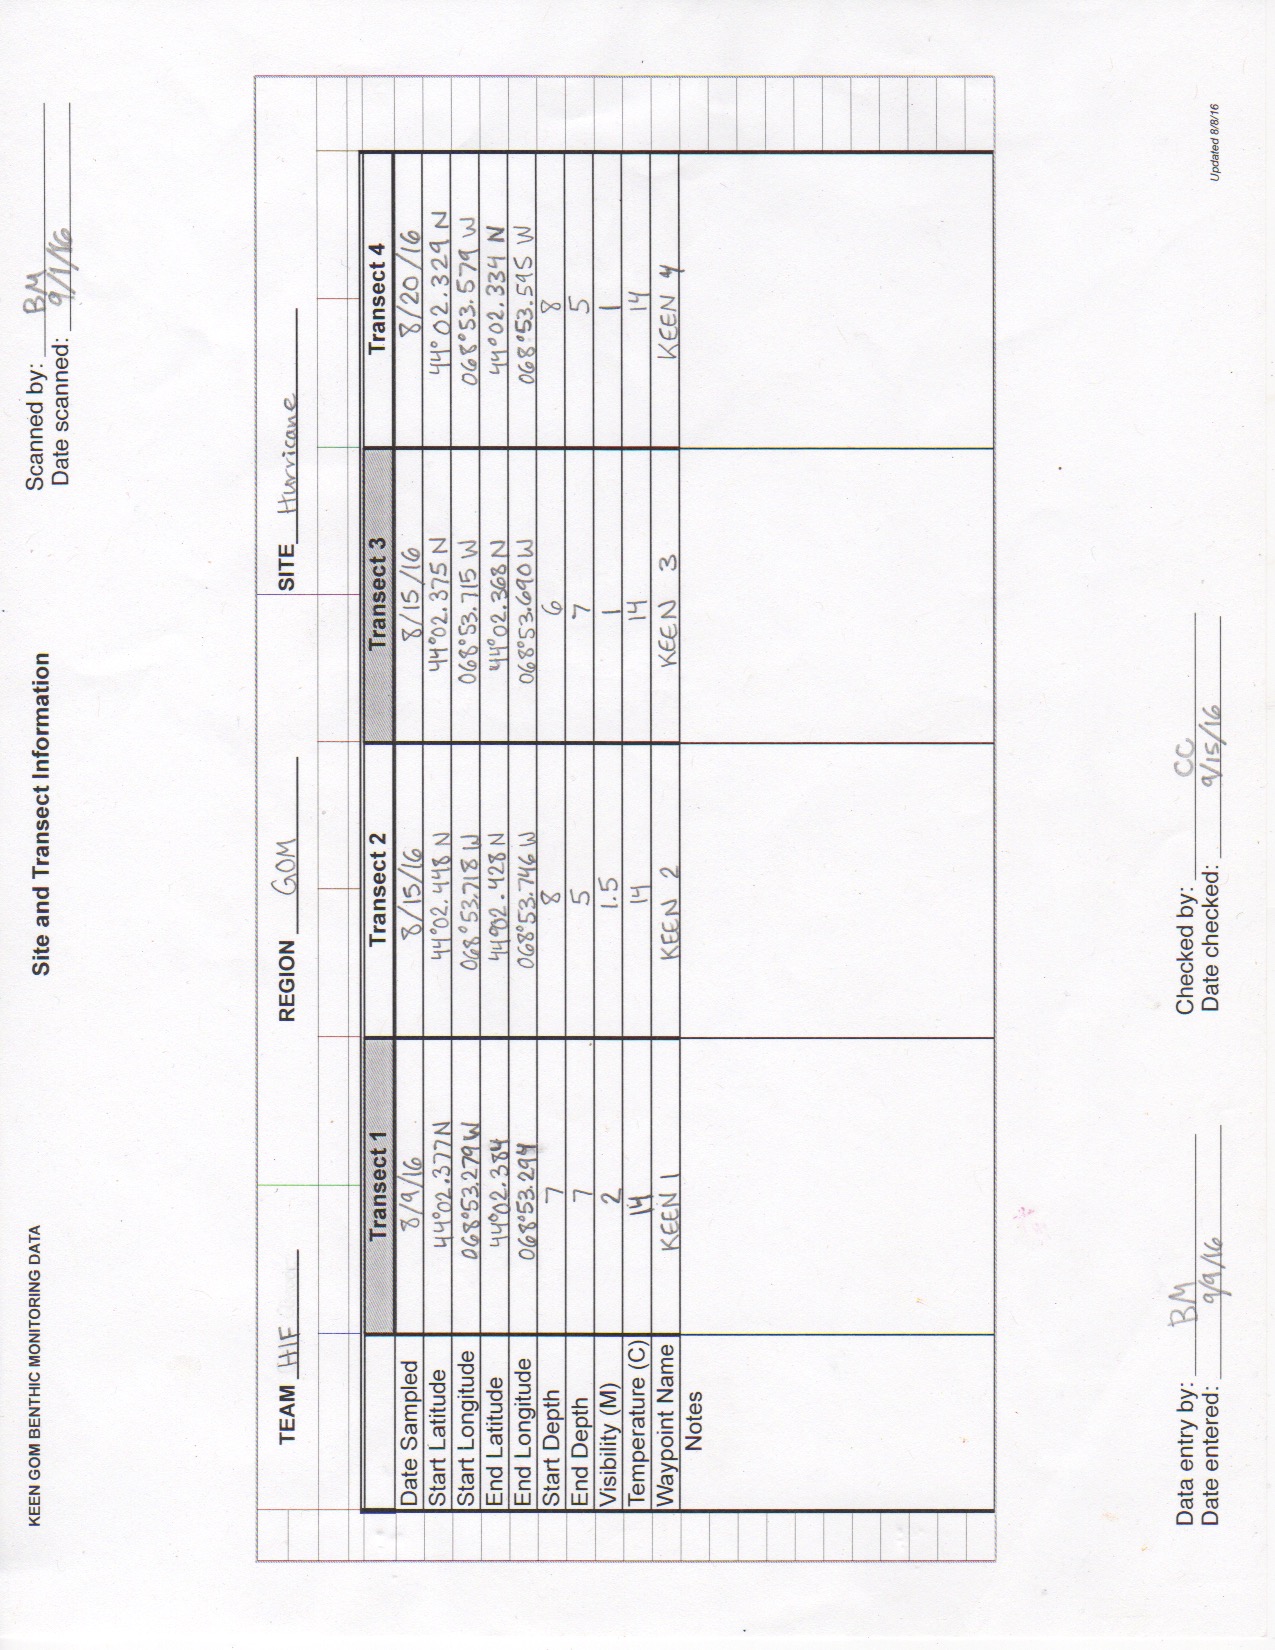 KEEN GOM BENTHIC MONITORING DATA
Site and Transect Information
Scanned by: BM
Date scanned: 9/1/16
TEAM HIF REGION GOM SITE Hurricane
Transect 1 Transect 2 Transect 3 Transect 4
Date Sampled 8/9/16 8/15/16 8/15/16 8/20/16
Start Latitude 44°02.377N 44°02.448 N 44°02.375 N 44°02.329 N
Start Longitude 068°53.279W 068°53.718 W 068°53.715 W 068°53.579 W
End Latitude 44°02.384 44°02.428 N 44°02.368 N 44°02.334 N
End Longitude 068°53.294 068°53.746 W 068°53.690 W 068°53.595 W
Start Depth 7 8 6 8
End Depth 7 5 7 5
Visibility (M) 2 1.5 1 1
Temperature (C) 14 14 14 14
Waypoint Name KEEN 1 KEEN 2 KEEN 3 KEEN 4
Notes
Data entry by: BM
Date entered: 9/9/16
Checked by: CC
Date checked: 9/15/16
Updated 8/8/16